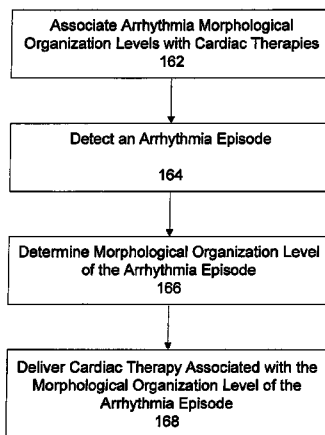 Associate Arrhythmia Morphological
Organization Levels with Cardiac Therapies
162
Detect an Arrhythmia Episode
164
Determine Morphological Organization Level
of the Arrhythmia Episode
166
Deliver Cardiac Therapy Associated with the
Morphological Organization Level of the
Arrhythmia Episode
168